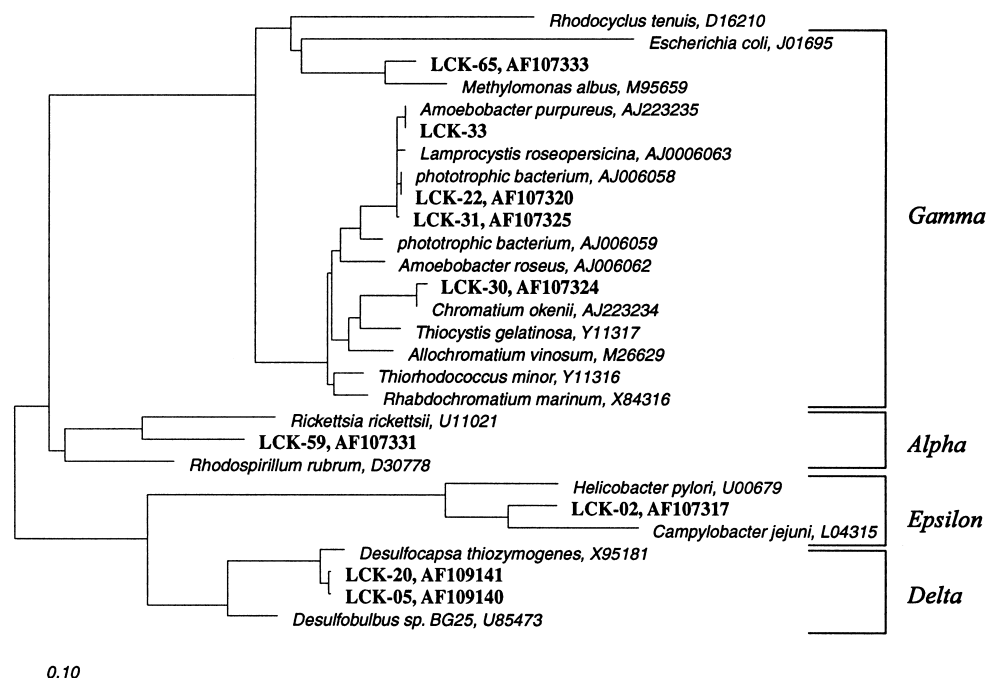 Rhodocyclus tenuis, D16210
Escherichia coli, J01695
LCK-65, AF107333
Methylomonas albus, M95659
Amoebobacter purpureus, AJ223235
LCK-33
Lamprocystis roseopersicina, AJ0006063
phototrophic bacterium, AJ006058
LCK-22, AF107320
LCK-31, AF107325
phototrophic bacterium, AJ006059
Amoebobacter roseus, AJ006062
LCK-30, AF107324
Chromatium okenii, AJ223234
Thiocystis gelatinosa, Y11317
Allochromatium vinosum, M26629
Thiorhodococcus minor, Y11316
Rhabdochromatium marinum, X84316
Gamma
Rickettsia rickettsii, U11021
LCK-59, AF107331
Rhodospirillum rubrum, D30778
Alpha
Helicobacter pylori, U00679
LCK-02, AF107317
Campylobacter jejuni, L04315
Epsilon
Desulfocapsa thiozymogenes, X95181
LCK-20, AF109141
LCK-05, AF109140
Desulfobulbus sp. BG25, U85473
Delta
0.10